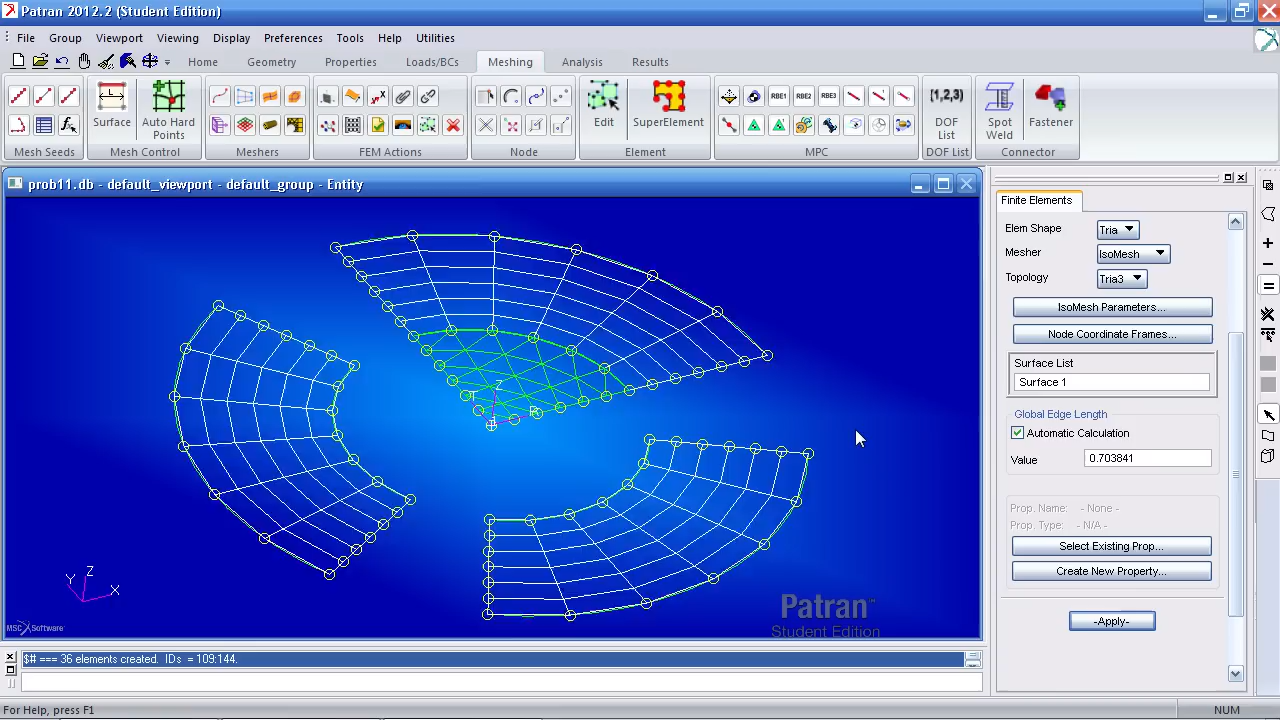 Patran 2012.2 (Student Edition)
File Group Viewport Viewing Display Preferences Tools Help Utilities
Home Geometry Properties Loads/BCs Meshing Analysis Results
RBE1 RBE2 RBE3 [1,2,3]
Surface Auto Hard Points Edit SuperElement DOF List Spot Weld Fastener
Mesh Seeds Mesh Control Meshers FEM Actions Node Element MPC DOF List Connector
prob11.db - default_viewport - default_group - Entity
Finite Elements
Elem Shape Tria
Mesher IsoMesh
Topology Tria3
IsoMesh Parameters...
Node Coordinate Frames...
Surface List
Surface 1
Global Edge Length
Automatic Calculation
Value 0.703841
Prop. Name: - None -
Prop. Type: - N/A -
Select Existing Prop...
Create New Property...
-Apply-
Z
R
Y Z X
MSC Software
Patran™
Student Edition
$# === 36 elements created. IDs = 109:144.
For Help, press F1
NUM